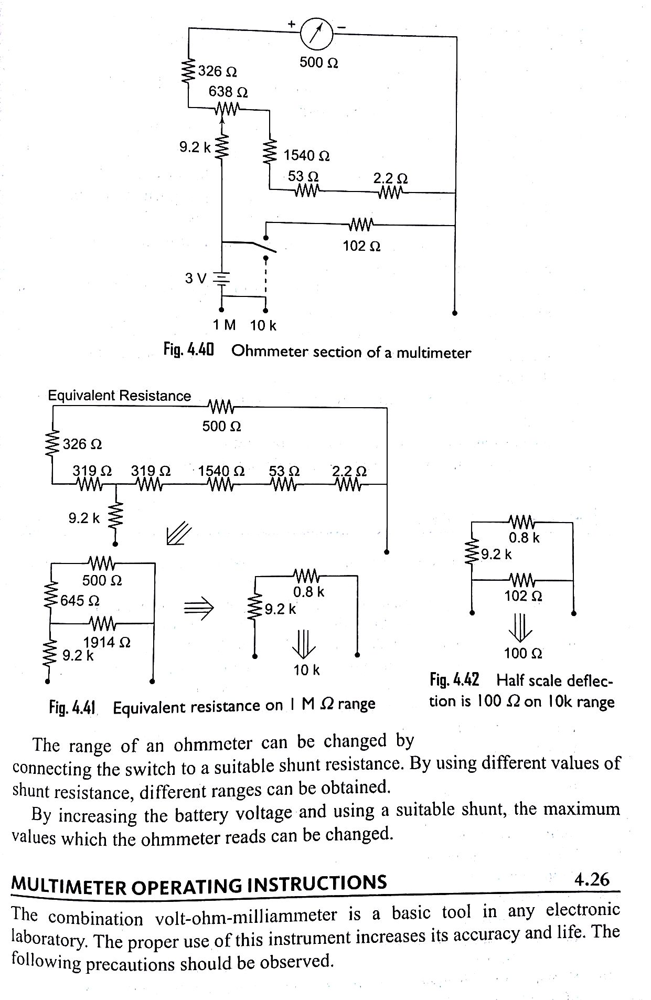 + −
500 Ω
326 Ω
638 Ω
9.2 k
1540 Ω
53 Ω 2.2 Ω
102 Ω
3 V
1 M 10 k
Fig. 4.40 Ohmmeter section of a multimeter
Equivalent Resistance
500 Ω
326 Ω
319 Ω 319 Ω 1540 Ω 53 Ω 2.2 Ω
9.2 k
500 Ω
645 Ω
1914 Ω
9.2 k
0.8 k
9.2 k
10 k
Fig. 4.41 Equivalent resistance on 1 M Ω range
0.8 k
9.2 k
102 Ω
100 Ω
Fig. 4.42 Half scale deflec-
tion is 100 Ω on 10k range
The range of an ohmmeter can be changed by
connecting the switch to a suitable shunt resistance. By using different values of
shunt resistance, different ranges can be obtained.
By increasing the battery voltage and using a suitable shunt, the maximum
values which the ohmmeter reads can be changed.
MULTIMETER OPERATING INSTRUCTIONS 4.26
The combination volt-ohm-milliammeter is a basic tool in any electronic
laboratory. The proper use of this instrument increases its accuracy and life. The
following precautions should be observed.